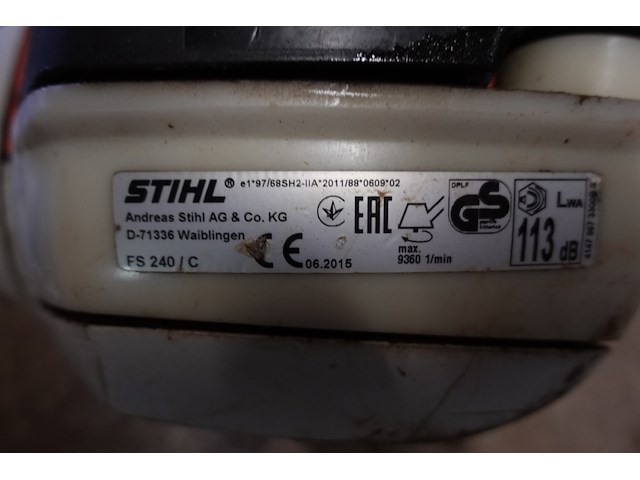 STIHL® e1*97/68SH2-IIA*2011/88*0609*02
Andreas Stihl AG & Co. KG
D-71336 Waiblingen
FS 240 / C
CE 06.2015
EAC
max.
9360 1/min
DPLF
GS
LWA
113 dB